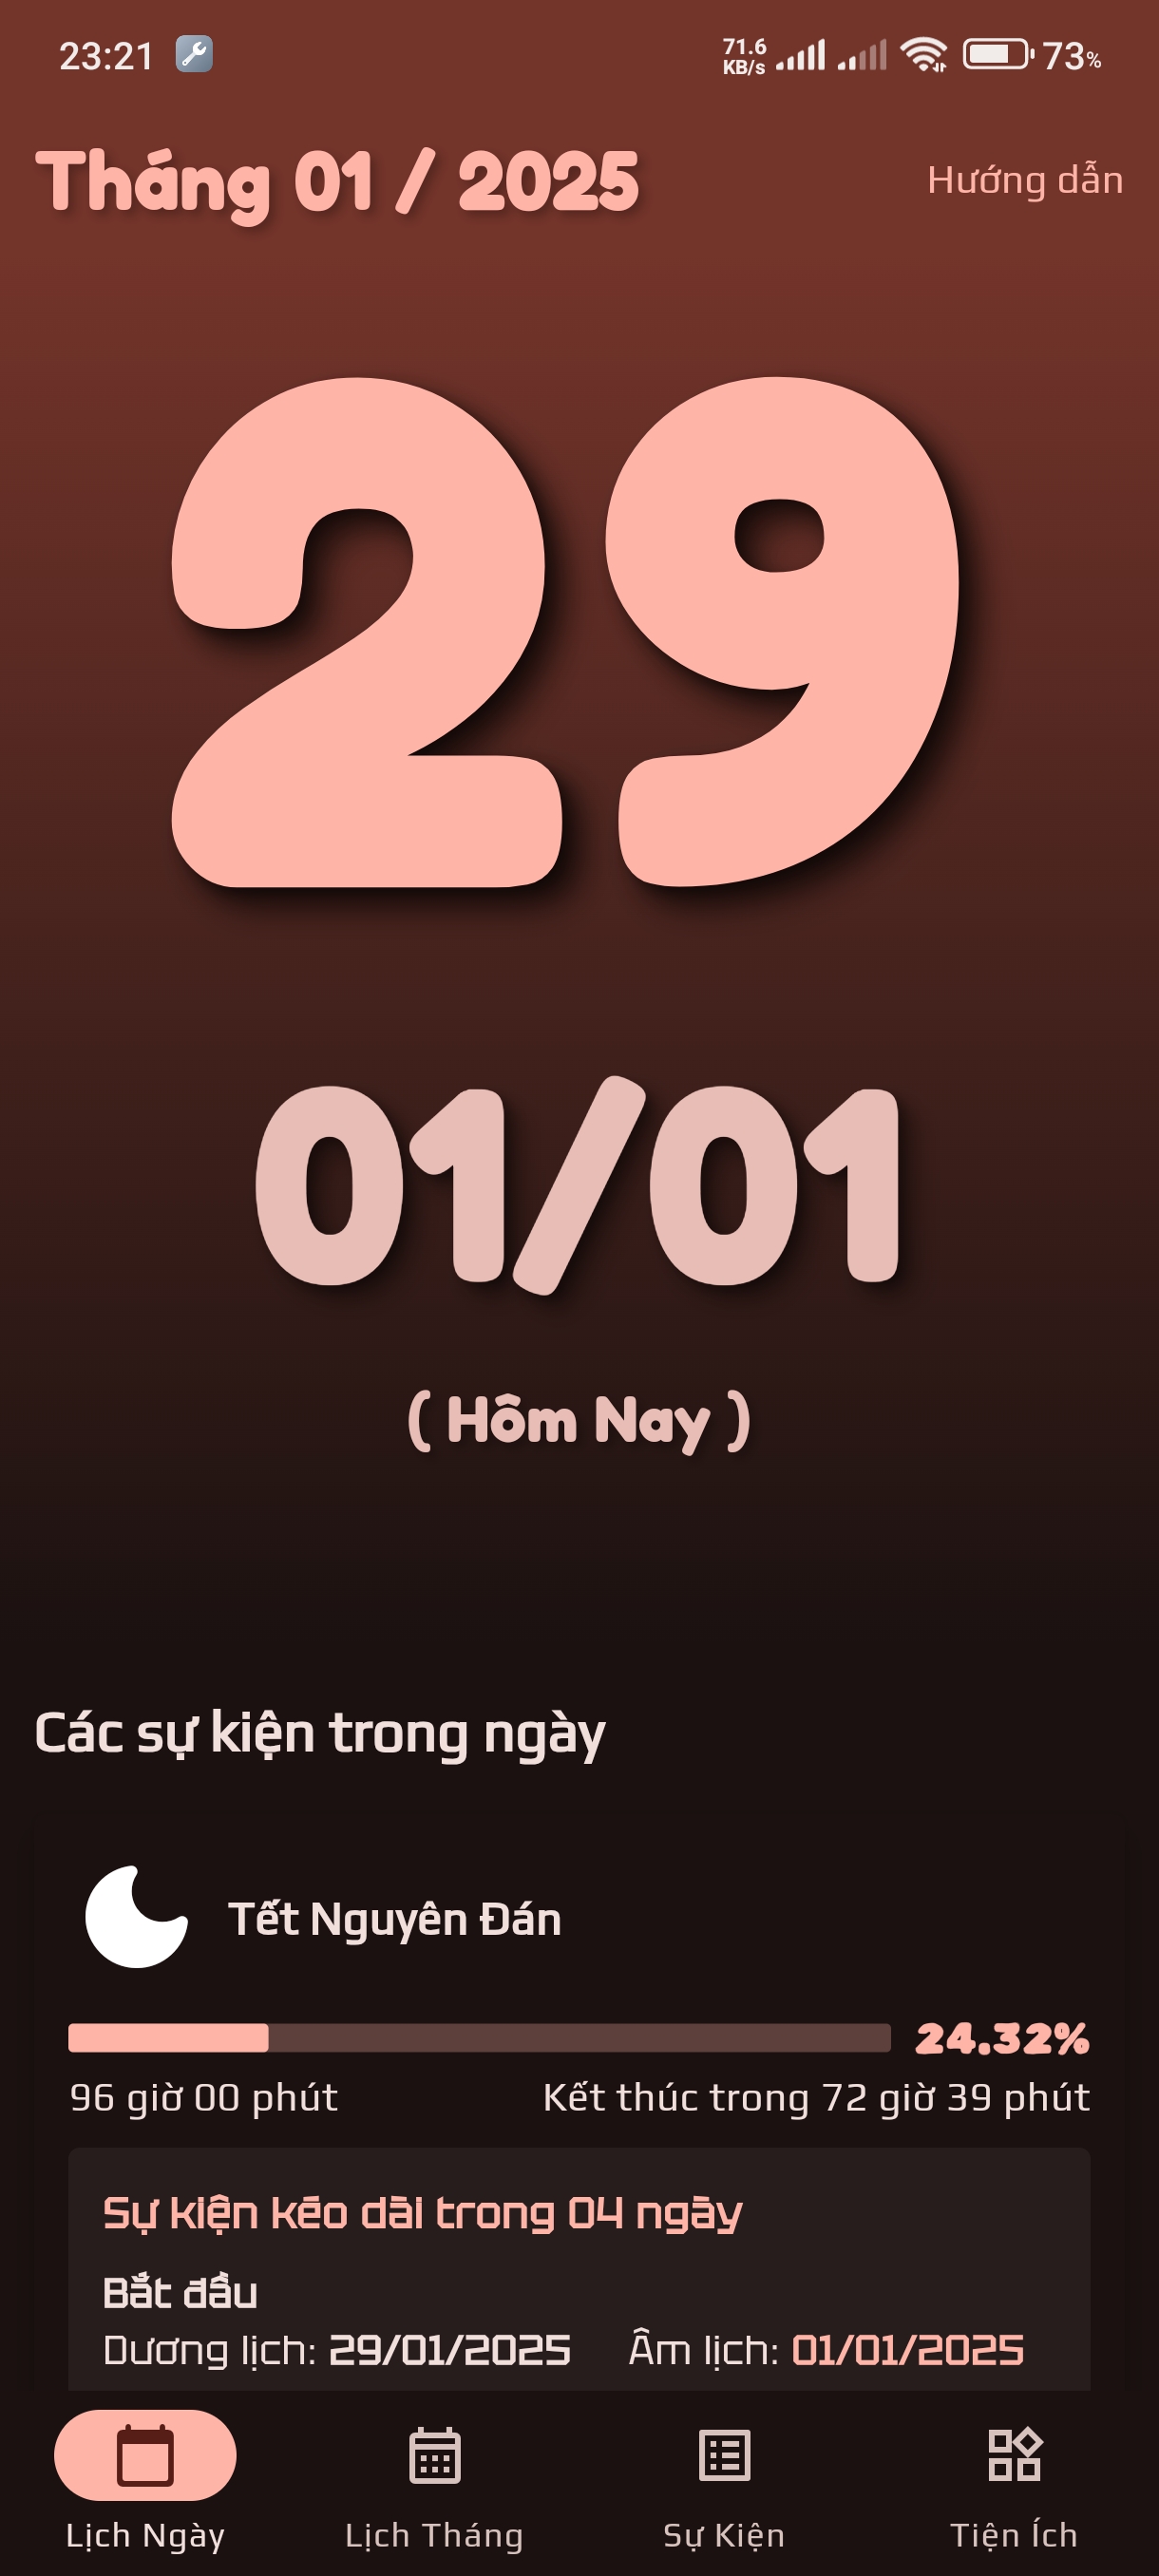 23:21
71.6
KB/s
73%
Tháng 01 / 2025
Hướng dẫn
29
01/01
( Hôm Nay )
Các sự kiện trong ngày
Tết Nguyên Đán
24.32%
96 giờ 00 phút
Kết thúc trong 72 giờ 39 phút
Sự kiện kéo dài trong 04 ngày
Bắt đầu
Dương lịch: 29/01/2025 Âm lịch: 01/01/2025
Lịch Ngày
Lịch Tháng
Sự Kiện
Tiện Ích